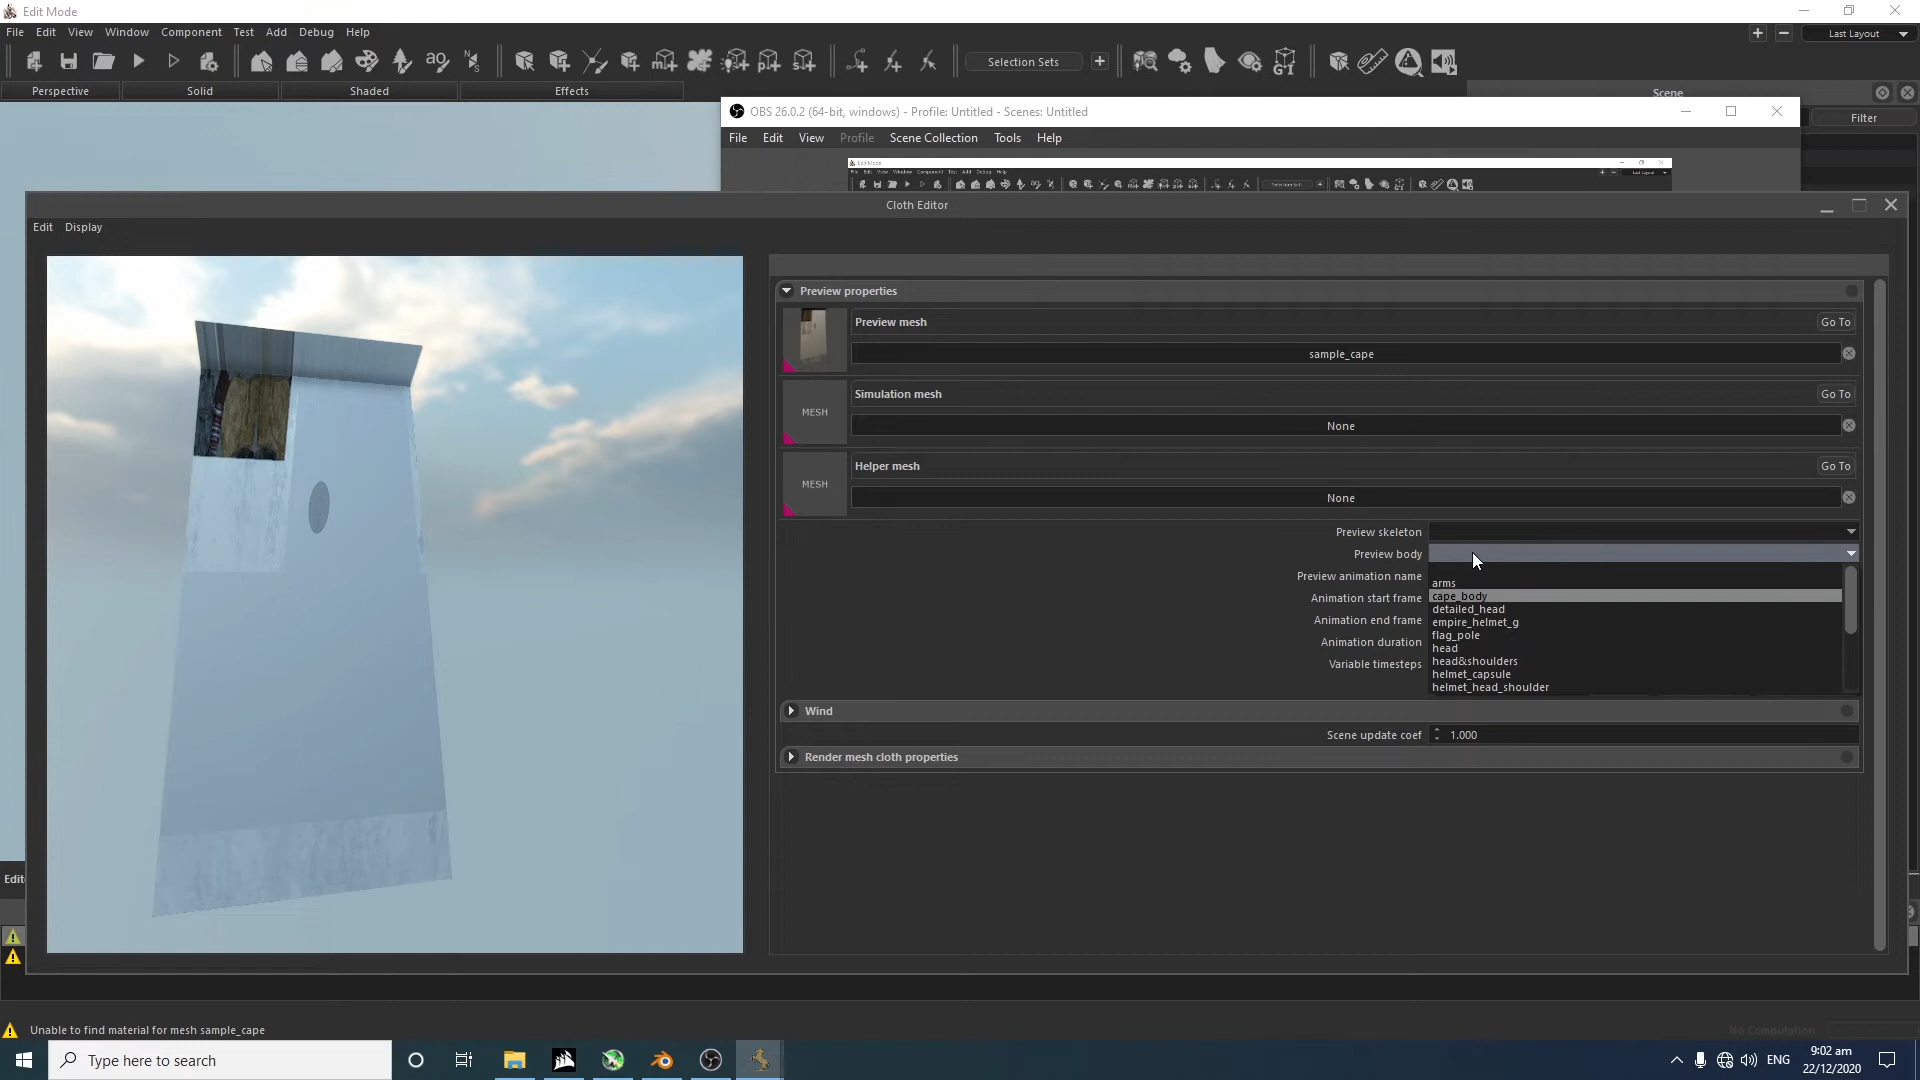 Edit Mode
File Edit View Window Component Test Add Debug Help
Last Layout
Selection Sets
Perspective Solid Shaded Effects
Scene
Filter
OBS 26.0.2 (64-bit, windows) - Profile: Untitled - Scenes: Untitled
File Edit View Profile Scene Collection Tools Help
Cloth Editor
Edit Display
Preview properties
Preview mesh Go To
sample_cape
MESH Simulation mesh Go To
None
MESH Helper mesh Go To
None
Preview skeleton
Preview body
Preview animation name
arms
Animation start frame
cape_body
detailed_head
Animation end frame
empire_helmet_g
flag_pole
Animation duration
head
Variable timesteps
head&shoulders
helmet_capsule
helmet_head_shoulder
Wind
Scene update coef 1.000
Render mesh cloth properties
Unable to find material for mesh sample_cape
No Computation
Type here to search
ENG
9:02 am
22/12/2020